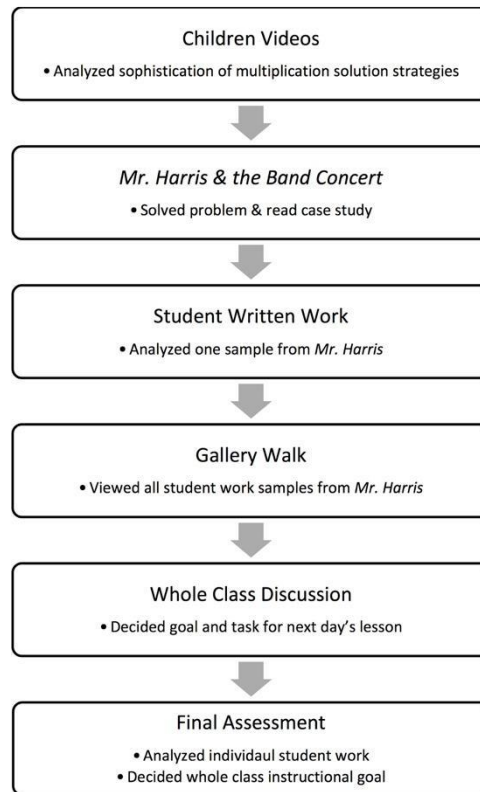 Children Videos
• Analyzed sophistication of multiplication solution strategies
Mr. Harris & the Band Concert
• Solved problem & read case study
Student Written Work
• Analyzed one sample from Mr. Harris
Gallery Walk
• Viewed all student work samples from Mr. Harris
Whole Class Discussion
• Decided goal and task for next day's lesson
Final Assessment
• Analyzed individaul student work
• Decided whole class instructional goal